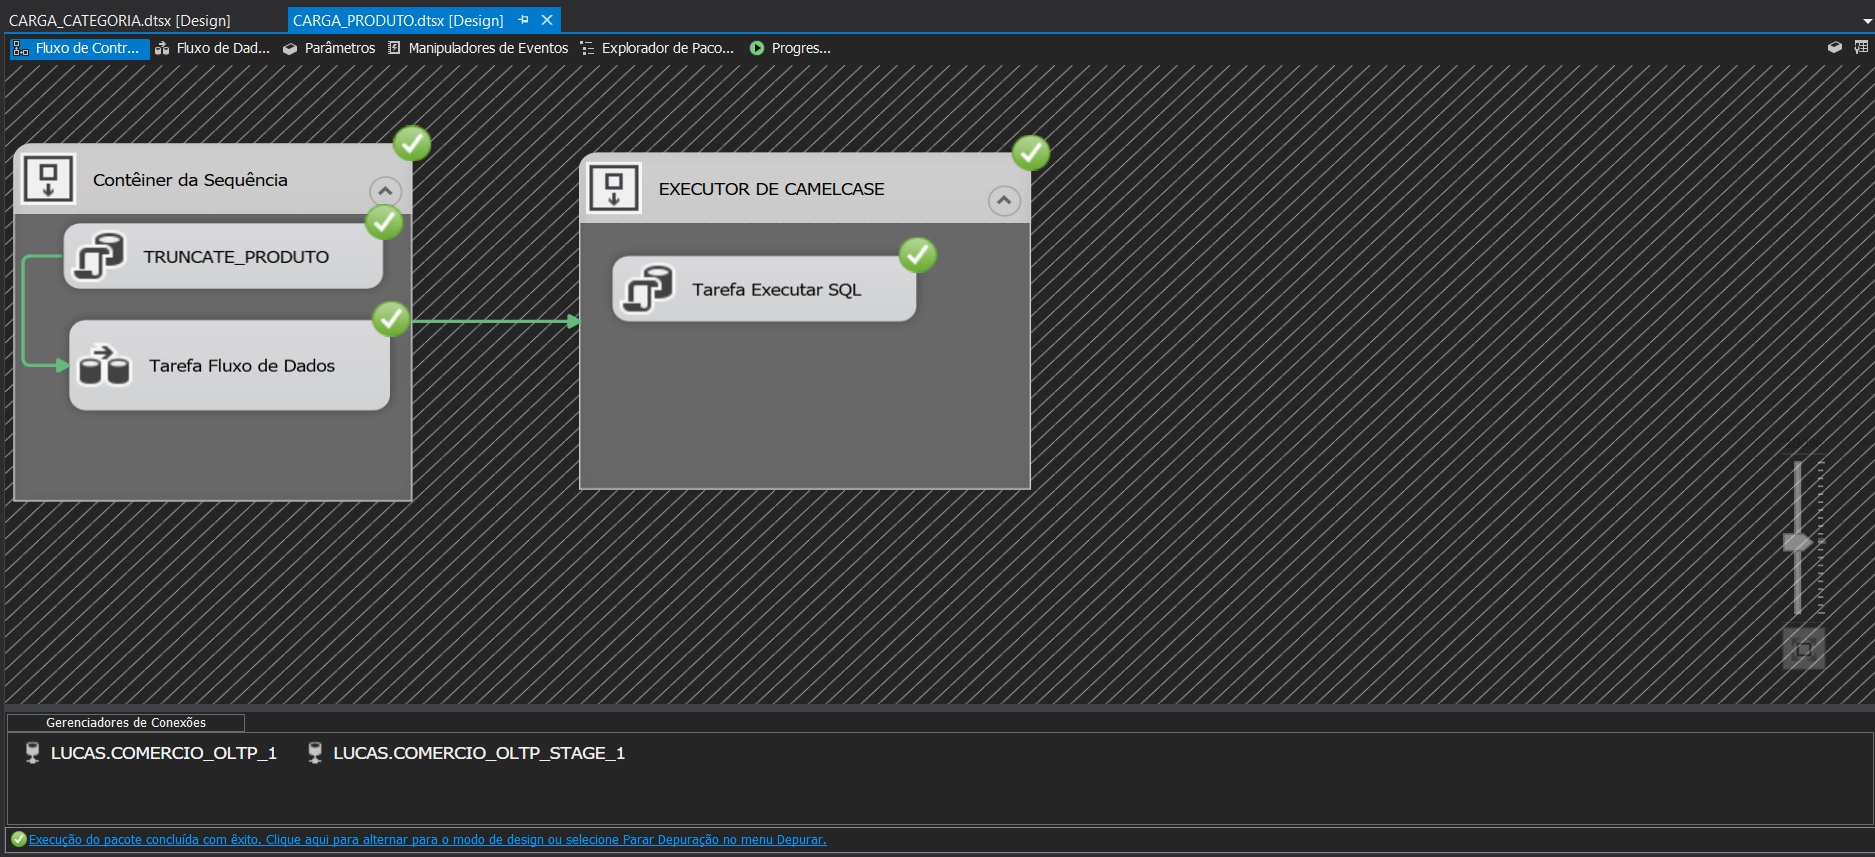 CARGA_CATEGORIA.dtsx [Design]
CARGA_PRODUTO.dtsx [Design]
Fluxo de Contr...
Fluxo de Dad...
Parâmetros
Manipuladores de Eventos
Explorador de Paco...
Progres...
Contêiner da Sequência
TRUNCATE_PRODUTO
Tarefa Fluxo de Dados
EXECUTOR DE CAMELCASE
Tarefa Executar SQL
Gerenciadores de Conexões
LUCAS.COMERCIO_OLTP_1
LUCAS.COMERCIO_OLTP_STAGE_1
Execução do pacote concluída com êxito. Clique aqui para alternar para o modo de design ou selecione Parar Depuração no menu Depurar.